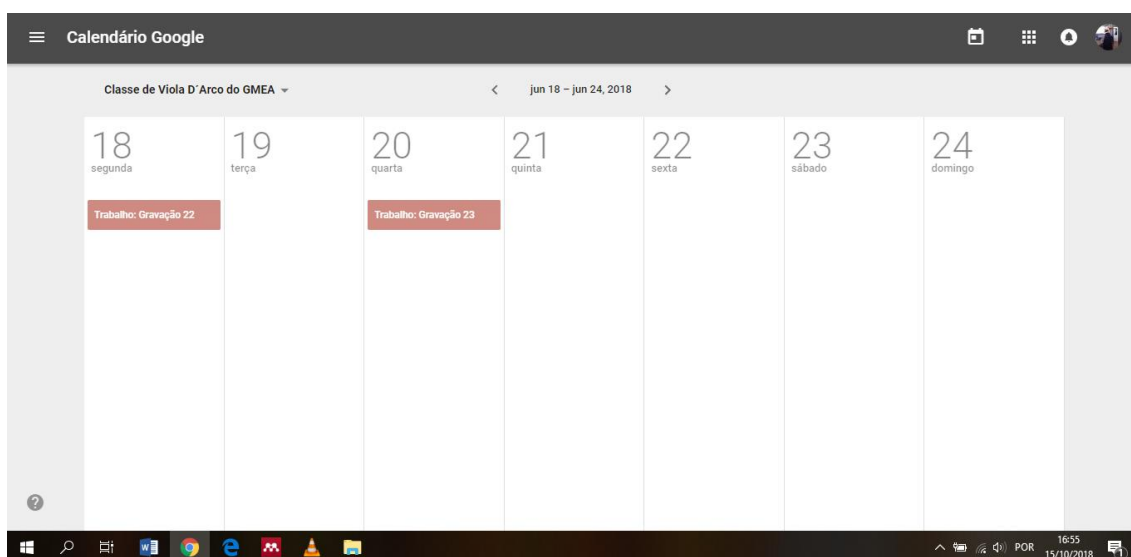 Calendário Google
Classe de Viola D´Arco do GMEA
jun 18 – jun 24, 2018
18 19 20 21 22 23 24
segunda terça quarta quinta sexta sábado domingo
Trabalho: Gravação 22 Trabalho: Gravação 23
POR 16:55
15/10/2018